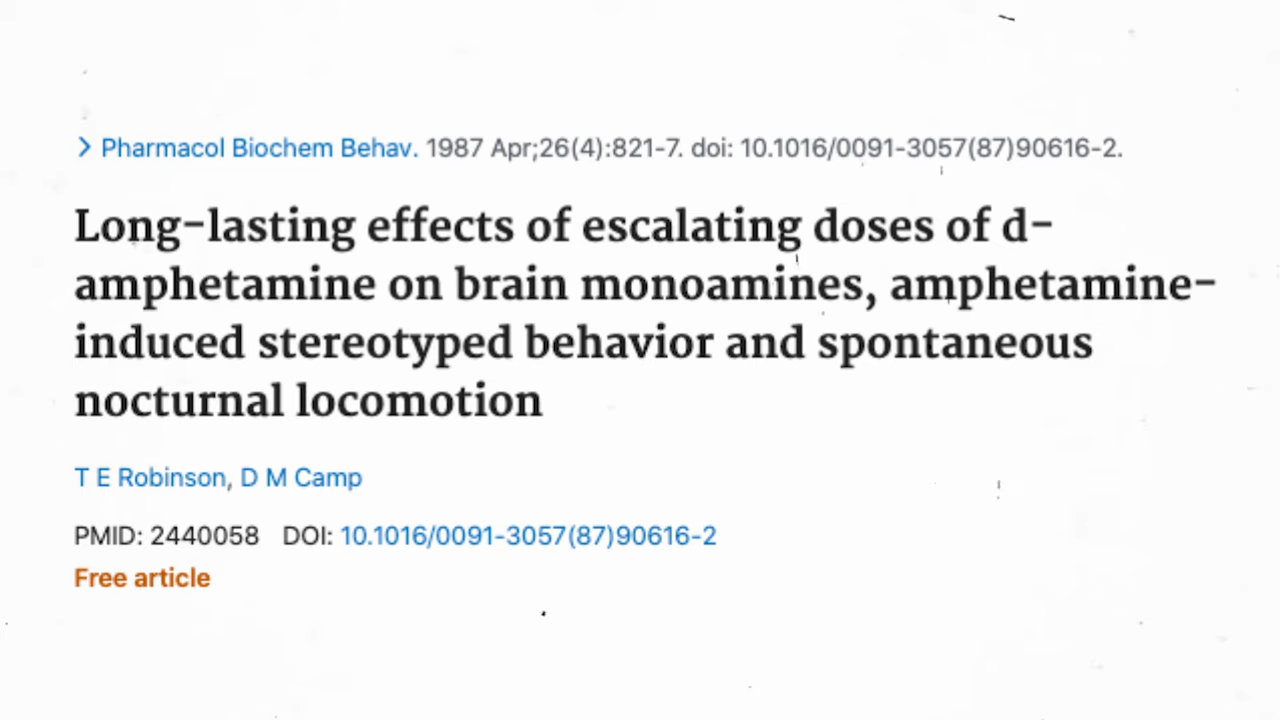 > Pharmacol Biochem Behav. 1987 Apr;26(4):821-7. doi: 10.1016/0091-3057(87)90616-2.
Long-lasting effects of escalating doses of d-
amphetamine on brain monoamines, amphetamine-
induced stereotyped behavior and spontaneous
nocturnal locomotion
T E Robinson, D M Camp
PMID: 2440058 DOI: 10.1016/0091-3057(87)90616-2
Free article